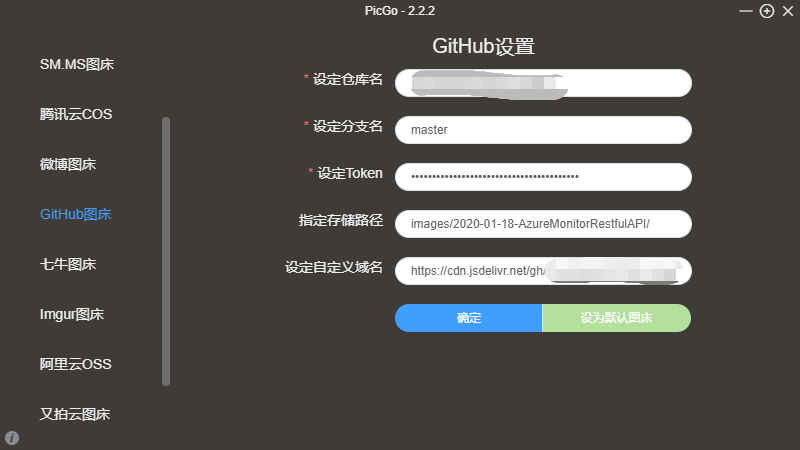 PicGo - 2.2.2
SM.MS图床
腾讯云COS
微博图床
GitHub图床
七牛图床
Imgur图床
阿里云OSS
又拍云图床
GitHub设置
* 设定仓库名
* 设定分支名
master
* 设定Token
••••••••••••••••••••••••••••••••••••••••
指定存储路径
images/2020-01-18-AzureMonitorRestfulAPI/
设定自定义域名
https://cdn.jsdelivr.net/gh/
确定
设为默认图床